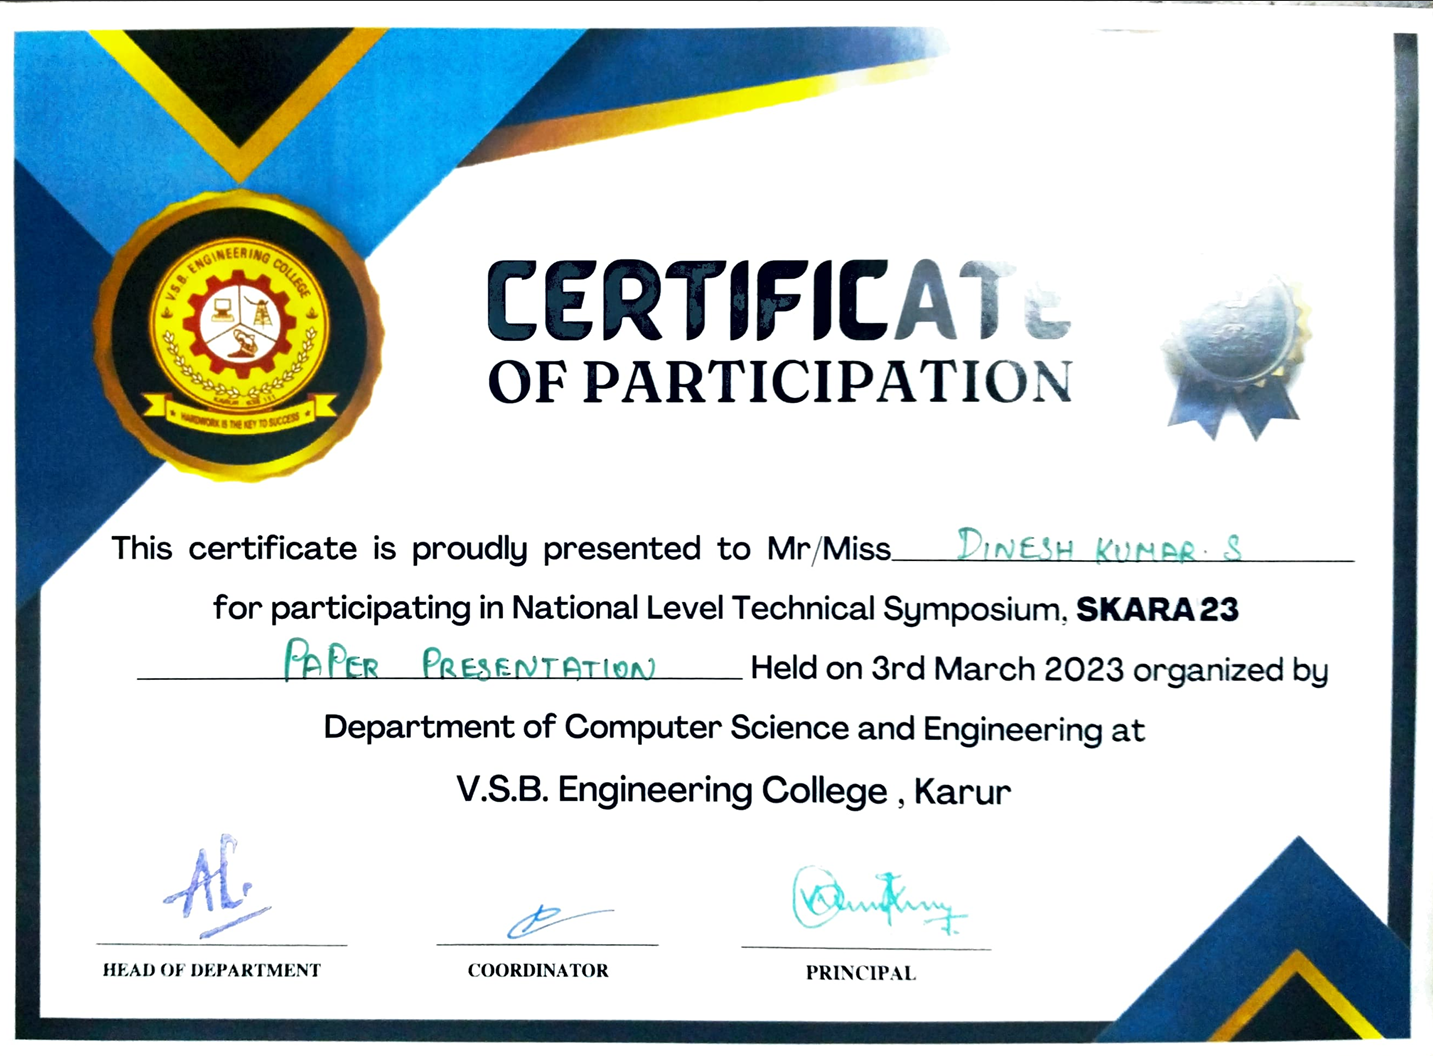 V.S.B. ENGINEERING COLLEGE
HARDWORK IS THE KEY TO SUCCESS
CERTIFICATE
OF PARTICIPATION
This certificate is proudly presented to Mr/Miss DINESH KUMAR. S
for participating in National Level Technical Symposium, SKARA 23
PAPER PRESENTATION Held on 3rd March 2023 organized by
Department of Computer Science and Engineering at
V.S.B. Engineering College , Karur
HEAD OF DEPARTMENT
COORDINATOR
PRINCIPAL